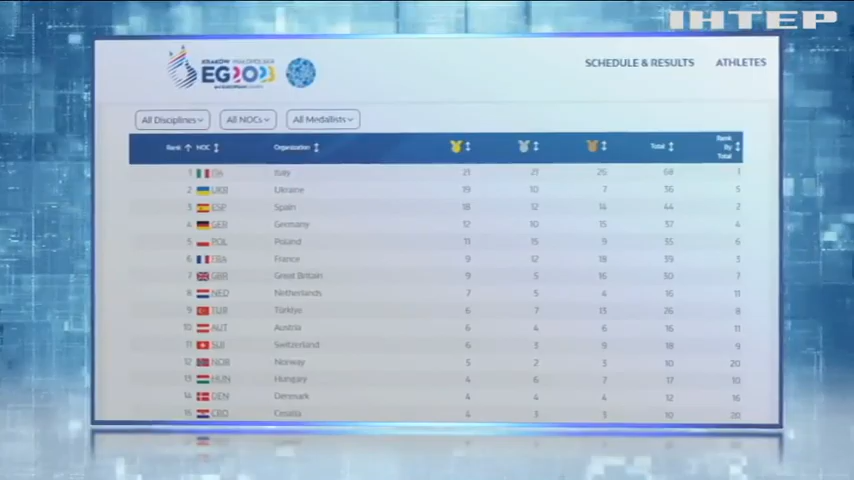 ІНТЕР
KRAKÓW MAŁOPOLSKA
EG2023
SCHEDULE & RESULTS ATHLETES
All Disciplines All NOCs All Medallists
Rank NOC Organization Total Rank By Total
1 ITA Italy 21 21 26 68 1
2 UKR Ukraine 19 10 7 36 5
3 ESP Spain 18 12 14 44 2
4 GER Germany 12 10 15 37 4
5 POL Poland 11 15 9 35 6
6 FRA France 9 12 18 39 3
7 GBR Great Britain 9 5 16 30 7
8 NED Netherlands 7 5 4 16 11
9 TUR Türkiye 6 7 13 26 8
10 AUT Austria 6 4 6 16 11
11 SUI Switzerland 6 3 9 18 9
12 NOR Norway 5 2 3 10 20
13 HUN Hungary 4 6 7 17 10
14 DEN Denmark 4 4 4 12 16
CRO Croatia 4 3 3 10 20